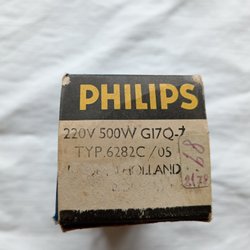 PHILIPS
220V 500W G17Q-7
TYP.6282C/05
HOLLAND